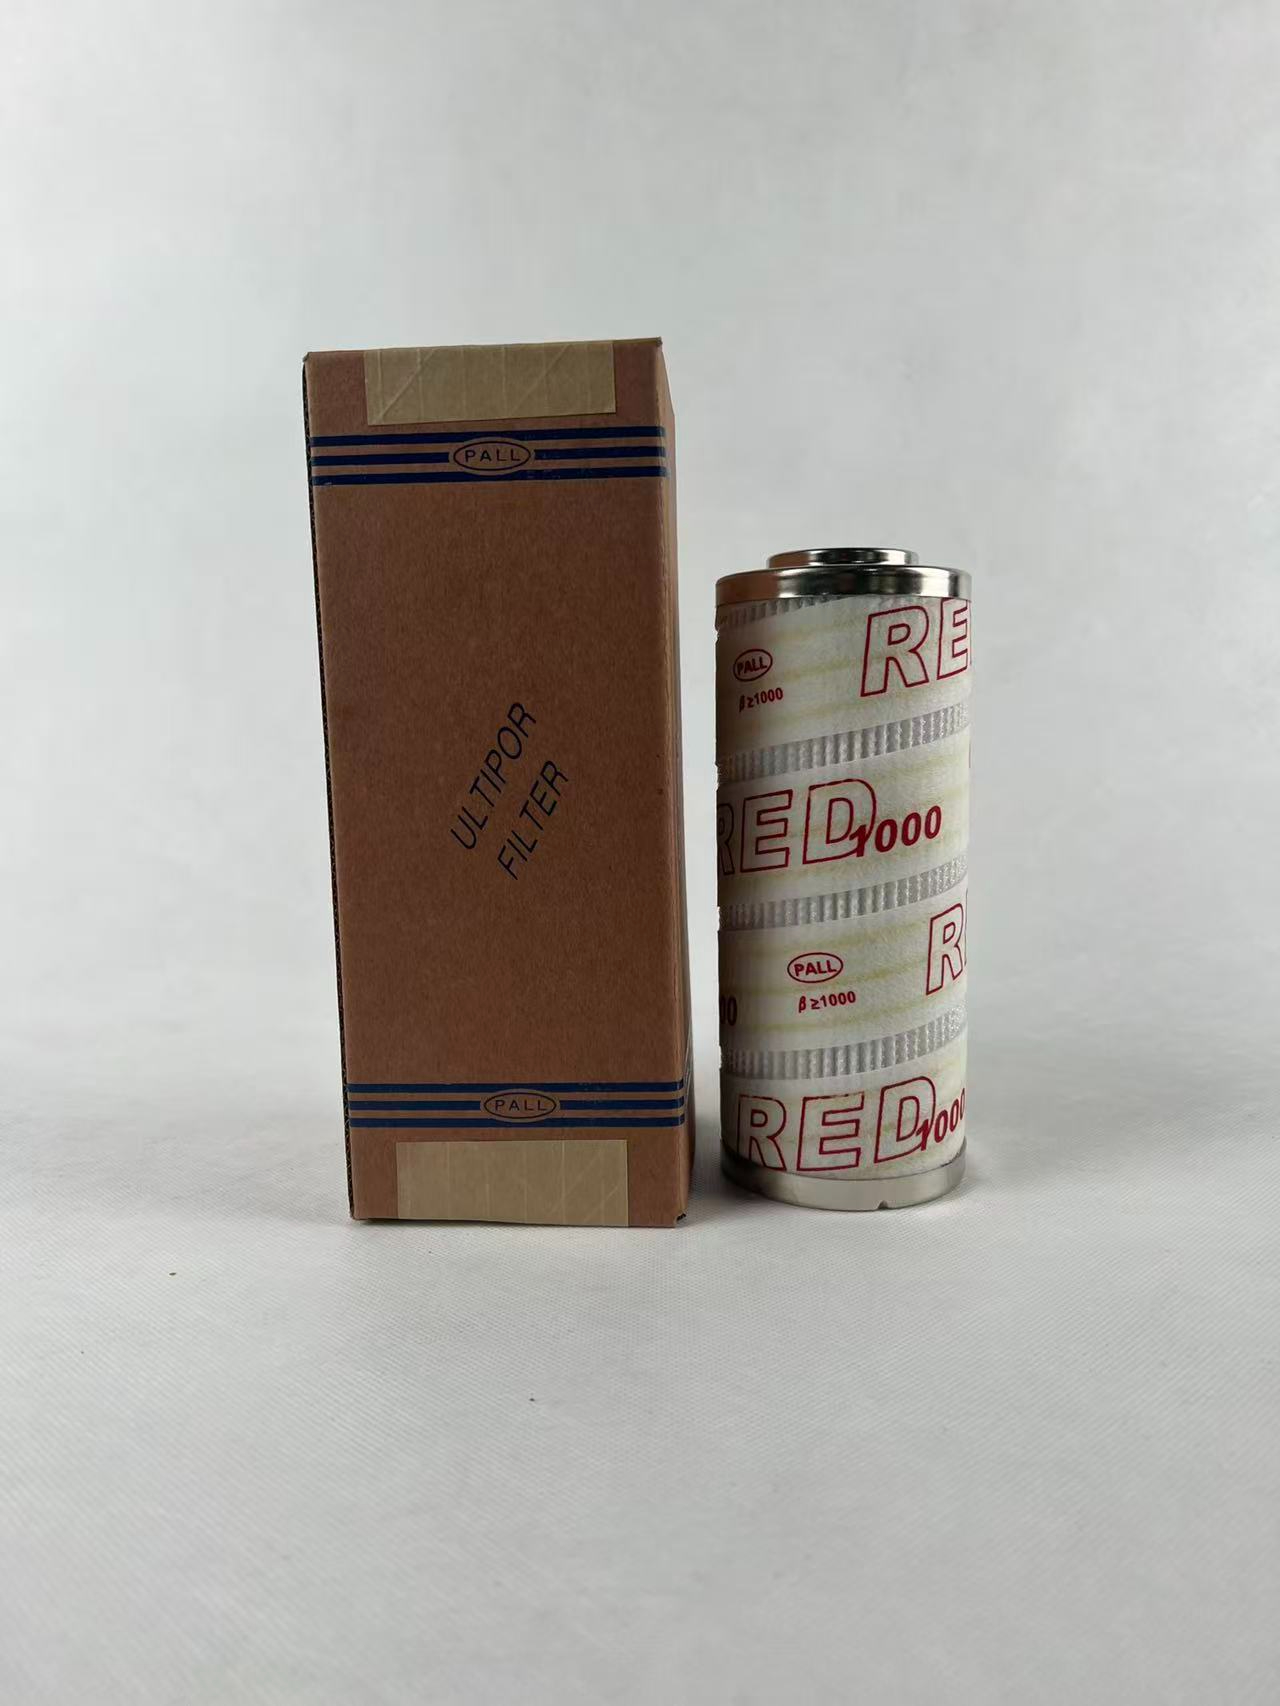 PALL
ULTIPOR
FILTER
PALL
RE
PALL
β≥1000
RED1000
R
PALL
β≥1000
00
RED1000